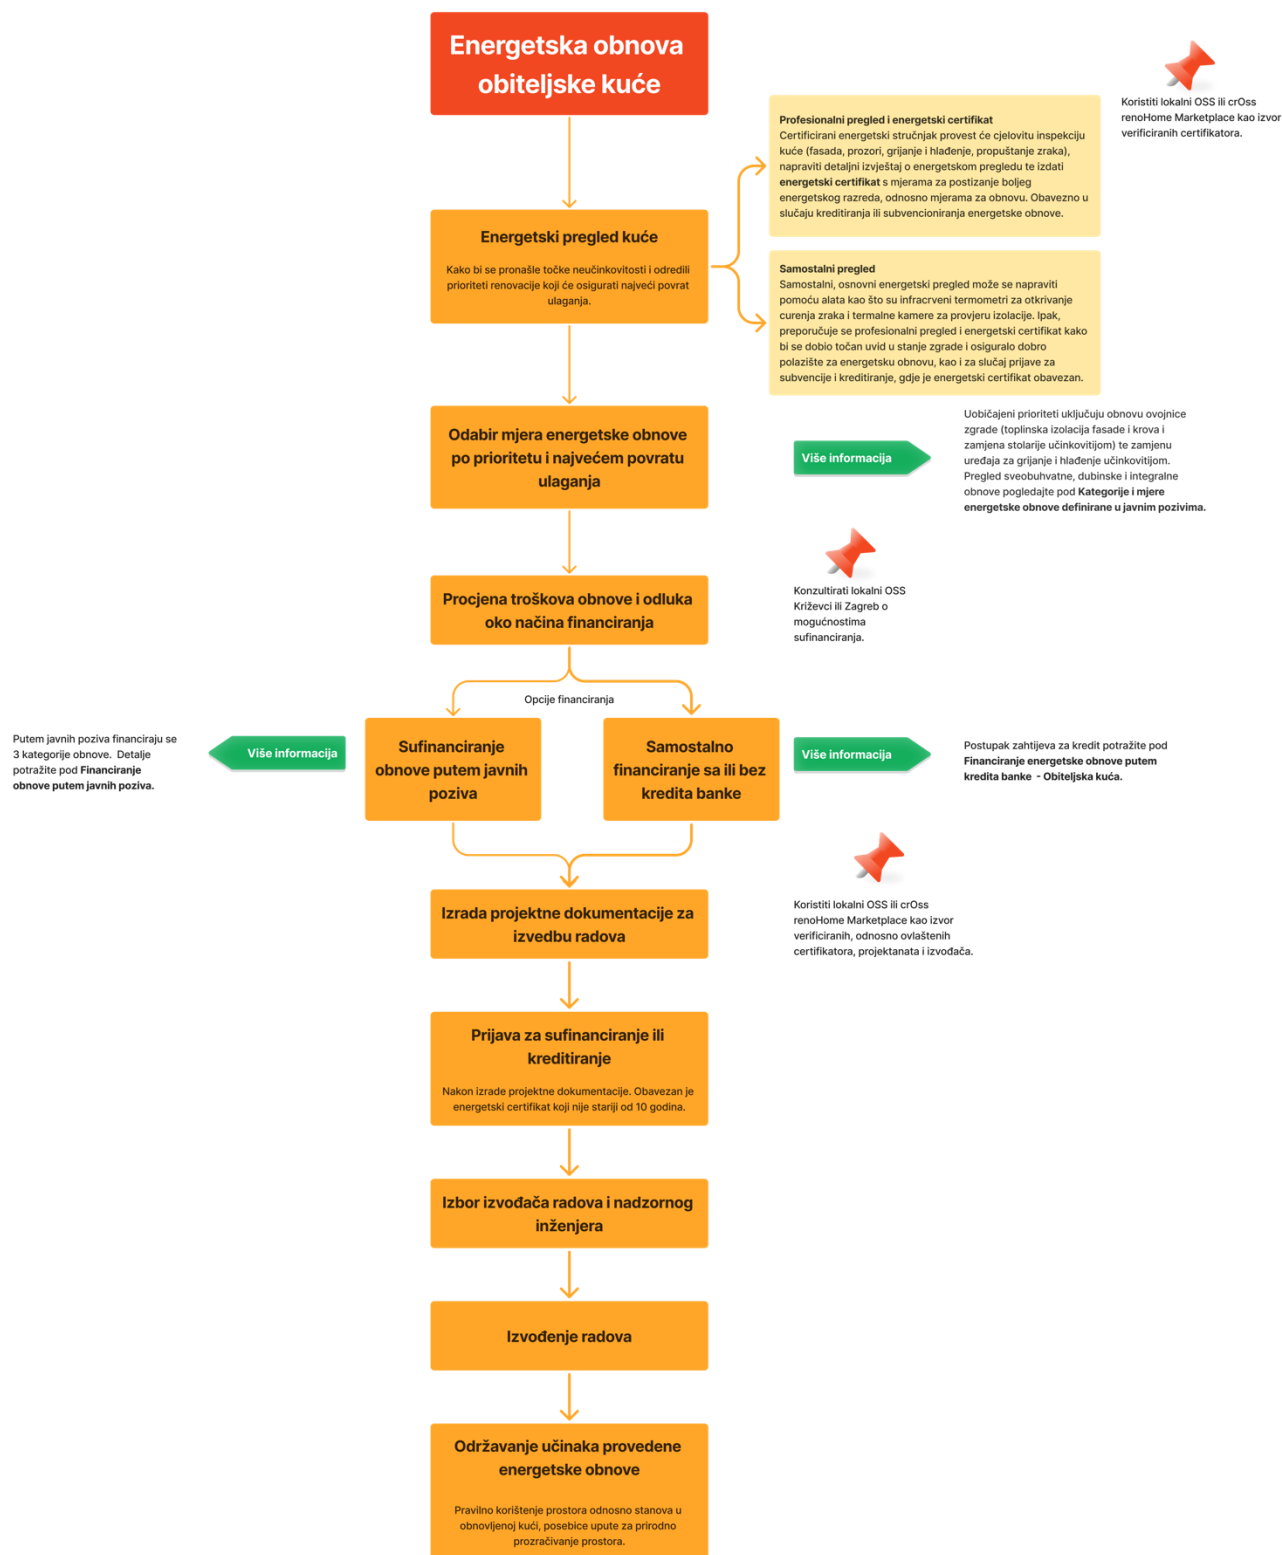 Energetska obnova
obiteljske kuće
Koristiti lokalni OSS ili crOss
renoHome Marketplace kao izvor
verificiranih certifikatora.
Profesionalni pregled i energetski certifikat
Certificirani energetski stručnjak provest će cjelovitu inspekciju
kuće (fasada, prozori, grijanje i hlađenje, propuštanje zraka),
napraviti detaljni izvještaj o energetskom pregledu te izdati
energetski certifikat s mjerama za postizanje boljeg
energetskog razreda, odnosno mjerama za obnovu. Obavezno u
slučaju kreditiranja ili subvencioniranja energetske obnove.
Energetski pregled kuće
Kako bi se pronašle točke neučinkovitosti i odredili
prioriteti renovacije koji će osigurati najveći povrat
ulaganja.
Samostalni pregled
Samostalni, osnovni energetski pregled može se napraviti
pomoću alata kao što su infracrveni termometri za otkrivanje
curenja zraka i termalne kamere za provjeru izolacije. Ipak,
preporučuje se profesionalni pregled i energetski certifikat kako
bi se dobio točan uvid u stanje zgrade i osiguralo dobro
polazište za energetsku obnovu, kao i za slučaj prijave za
subvencije i kreditiranje, gdje je energetski certifikat obavezan.
Odabir mjera energetske obnove
po prioritetu i najvećem povratu
ulaganja
Više informacija
Uobičajeni prioriteti uključuju obnovu ovojnice
zgrade (toplinska izolacija fasade i krova i
zamjena stolarije učinkovitijom) te zamjenu
uređaja za grijanje i hlađenje učinkovitijom.
Pregled sveobuhvatne, dubinske i integralne
obnove pogledajte pod Kategorije i mjere
energetske obnove definirane u javnim pozivima.
Procjena troškova obnove i odluka
oko načina financiranja
Konzultirati lokalni OSS
Križevci ili Zagreb o
mogućnostima
sufinanciranja.
Opcije financiranja
Putem javnih poziva financiraju se
3 kategorije obnove.  Detalje
potražite pod Financiranje
obnove putem javnih poziva.
Više informacija
Sufinanciranje
obnove putem javnih
poziva
Samostalno
financiranje sa ili bez
kredita banke
Više informacija
Postupak zahtijeva za kredit potražite pod
Financiranje energetske obnove putem
kredita banke  - Obiteljska kuća.
Izrada projektne dokumentacije za
izvedbu radova
Koristiti lokalni OSS ili crOss
renoHome Marketplace kao izvor
verificiranih, odnosno ovlaštenih
certifikatora, projektanata i izvođača.
Prijava za sufinanciranje ili
kreditiranje
Nakon izrade projektne dokumentacije. Obavezan je
energetski certifikat koji nije stariji od 10 godina.
Izbor izvođača radova i nadzornog
inženjera
Izvođenje radova
Održavanje učinaka provedene
energetske obnove
Pravilno korištenje prostora odnosno stanova u
obnovljenoj kući, posebice upute za prirodno
prozračivanje prostora.